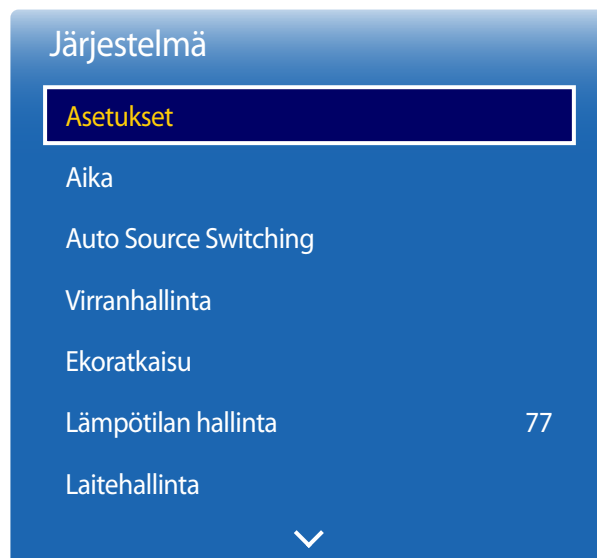 Järjestelmä
Asetukset
Aika
Auto Source Switching
Virranhallinta
Ekoratkaisu
Lämpötilan hallinta 77
Laitehallinta